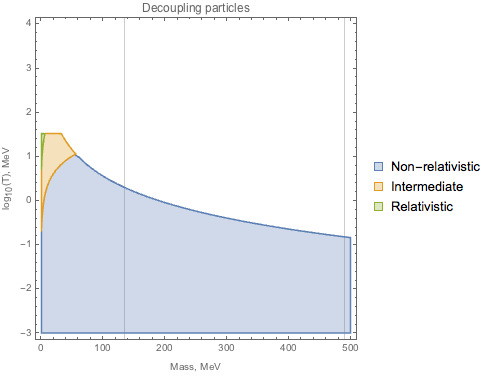 Decoupling particles
4
3
2
1
0
−1
−2
−3
log10(T), MeV
0
100
200
300
400
500
Mass, MeV
Non−relativistic
Intermediate
Relativistic